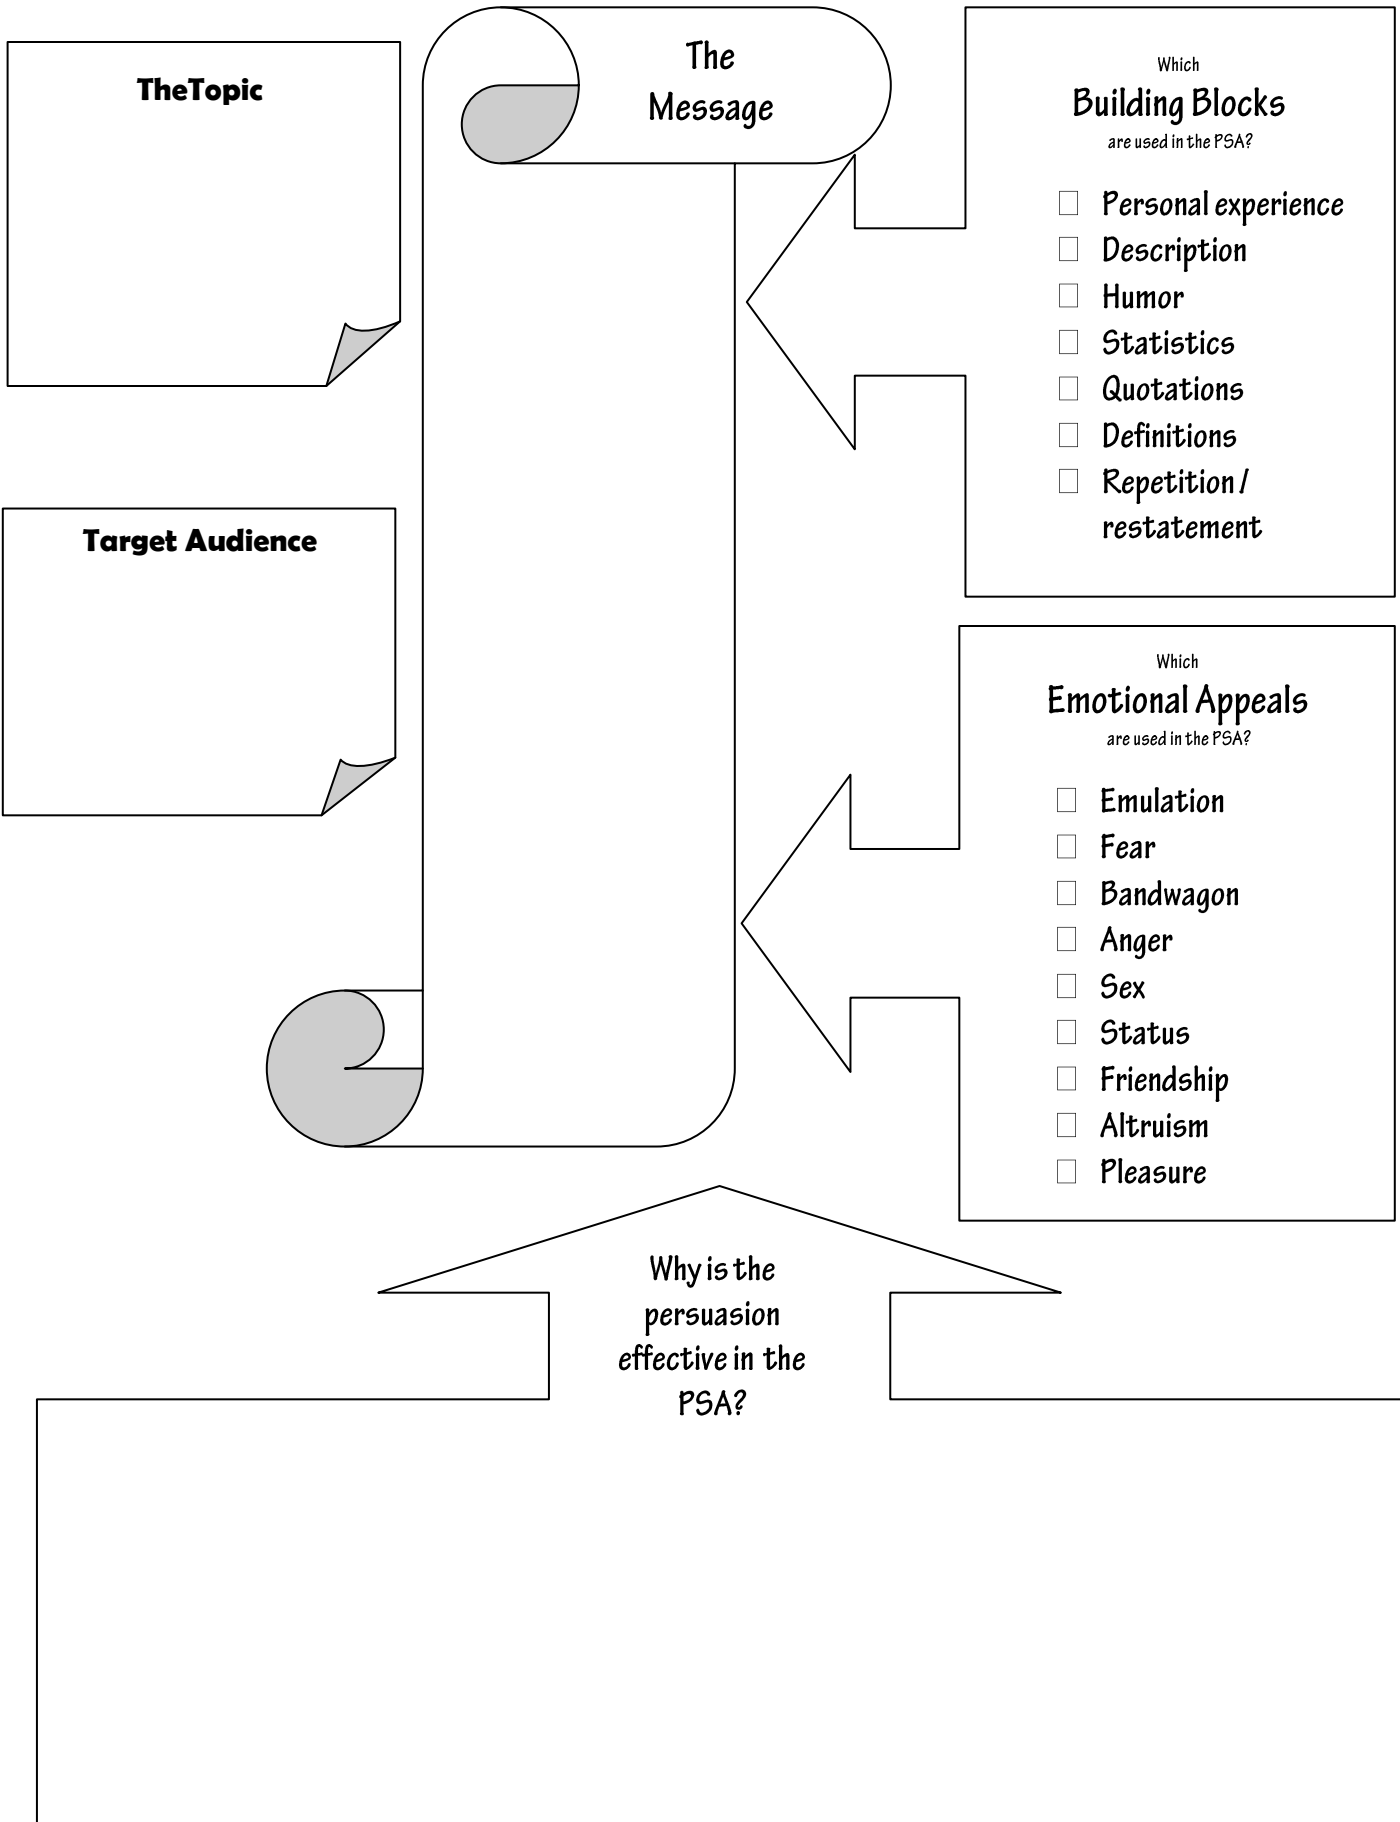 TheTopic
Target Audience
The
Message
Which
Building Blocks
are used in the PSA?
Personal experience
Description
Humor
Statistics
Quotations
Definitions
Repetition /
restatement
Which
Emotional Appeals
are used in the PSA?
Emulation
Fear
Bandwagon
Anger
Sex
Status
Friendship
Altruism
Pleasure
Why is the
persuasion
effective in the
PSA?